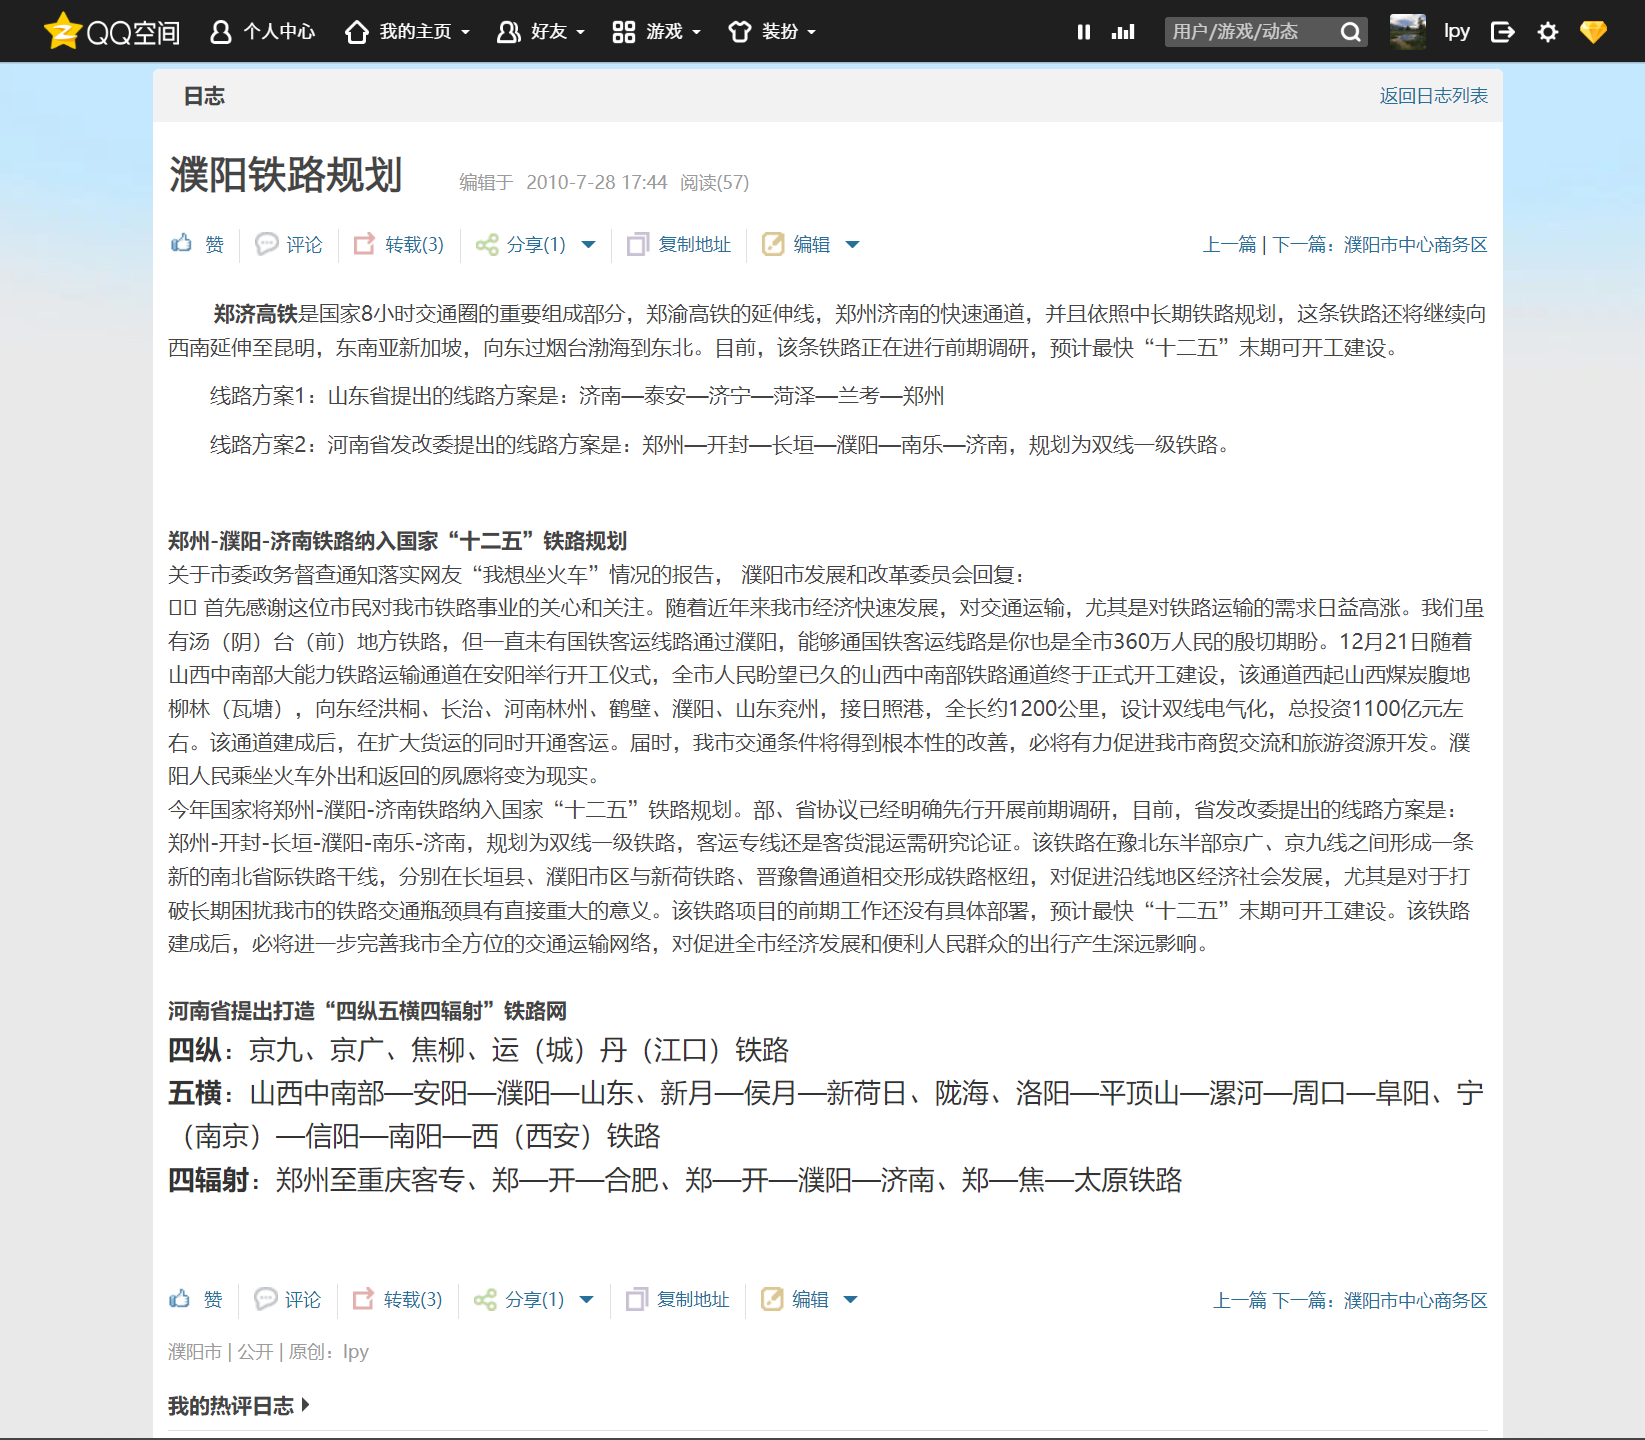 QQ空间 个人中心 我的主页 好友 游戏 装扮 用户/游戏/动态 lpy
日志 返回日志列表
濮阳铁路规划 编辑于 2010-7-28 17:44 阅读(57)
赞 评论 转载(3) 分享(1) 复制地址 编辑 上一篇 | 下一篇：濮阳市中心商务区
郑济高铁是国家8小时交通圈的重要组成部分，郑渝高铁的延伸线，郑州济南的快速通道，并且依照中长期铁路规划，这条铁路还将继续向
西南延伸至昆明，东南亚新加坡，向东过烟台渤海到东北。目前，该条铁路正在进行前期调研，预计最快“十二五”末期可开工建设。
线路方案1：山东省提出的线路方案是：济南—泰安—济宁—菏泽—兰考—郑州
线路方案2：河南省发改委提出的线路方案是：郑州—开封—长垣—濮阳—南乐—济南，规划为双线一级铁路。
郑州-濮阳-济南铁路纳入国家“十二五”铁路规划
关于市委政务督查通知落实网友“我想坐火车”情况的报告， 濮阳市发展和改革委员会回复：
首先感谢这位市民对我市铁路事业的关心和关注。随着近年来我市经济快速发展，对交通运输，尤其是对铁路运输的需求日益高涨。我们虽
有汤（阴）台（前）地方铁路，但一直未有国铁客运线路通过濮阳，能够通国铁客运线路是你也是全市360万人民的殷切期盼。12月21日随着
山西中南部大能力铁路运输通道在安阳举行开工仪式，全市人民盼望已久的山西中南部铁路通道终于正式开工建设，该通道西起山西煤炭腹地
柳林（瓦塘），向东经洪桐、长治、河南林州、鹤壁、濮阳、山东兖州，接日照港，全长约1200公里，设计双线电气化，总投资1100亿元左
右。该通道建成后，在扩大货运的同时开通客运。届时，我市交通条件将得到根本性的改善，必将有力促进我市商贸交流和旅游资源开发。濮
阳人民乘坐火车外出和返回的夙愿将变为现实。
今年国家将郑州-濮阳-济南铁路纳入国家“十二五”铁路规划。部、省协议已经明确先行开展前期调研，目前，省发改委提出的线路方案是：
郑州-开封-长垣-濮阳-南乐-济南，规划为双线一级铁路，客运专线还是客货混运需研究论证。该铁路在豫北东半部京广、京九线之间形成一条
新的南北省际铁路干线，分别在长垣县、濮阳市区与新荷铁路、晋豫鲁通道相交形成铁路枢纽，对促进沿线地区经济社会发展，尤其是对于打
破长期困扰我市的铁路交通瓶颈具有直接重大的意义。该铁路项目的前期工作还没有具体部署，预计最快“十二五”末期可开工建设。该铁路
建成后，必将进一步完善我市全方位的交通运输网络，对促进全市经济发展和便利人民群众的出行产生深远影响。
河南省提出打造“四纵五横四辐射”铁路网
四纵：京九、京广、焦柳、运（城）丹（江口）铁路
五横：山西中南部—安阳—濮阳—山东、新月—侯月—新荷日、陇海、洛阳—平顶山—漯河—周口—阜阳、宁
（南京）—信阳—南阳—西（西安）铁路
四辐射：郑州至重庆客专、郑—开—合肥、郑—开—濮阳—济南、郑—焦—太原铁路
赞 评论 转载(3) 分享(1) 复制地址 编辑 上一篇 下一篇：濮阳市中心商务区
濮阳市 | 公开 | 原创：lpy
我的热评日志